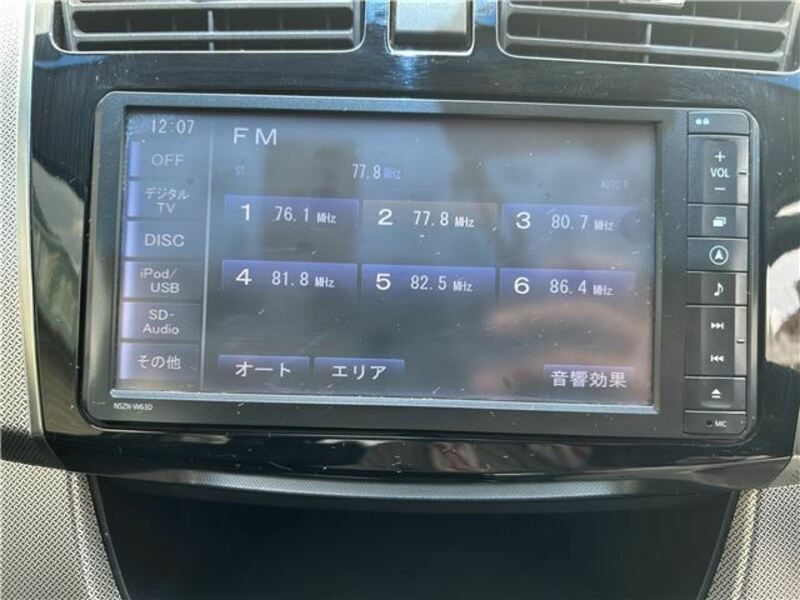 12:07
FM
OFF
ST
77.8MHz
AUTO P
デジタル
TV
1 76.1 MHz
2 77.8 MHz
3 80.7 MHz
DISC
iPod/
USB
4 81.8 MHz
5 82.5 MHz
6 86.4 MHz
SD-
Audio
その他
オート
エリア
音響効果
NSZN-W63D
+
VOL
−
MIC